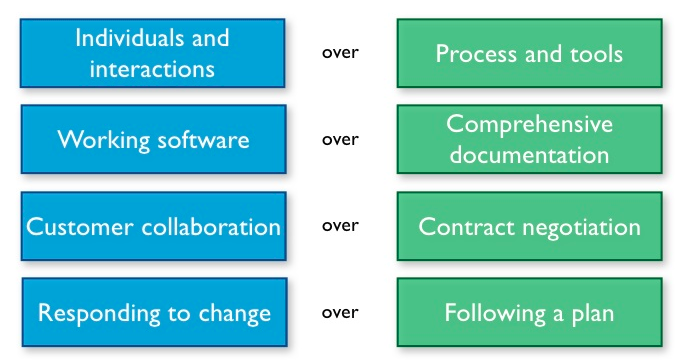 Individuals and
interactions
over
Process and tools
Working software
over
Comprehensive
documentation
Customer collaboration
over
Contract negotiation
Responding to change
over
Following a plan